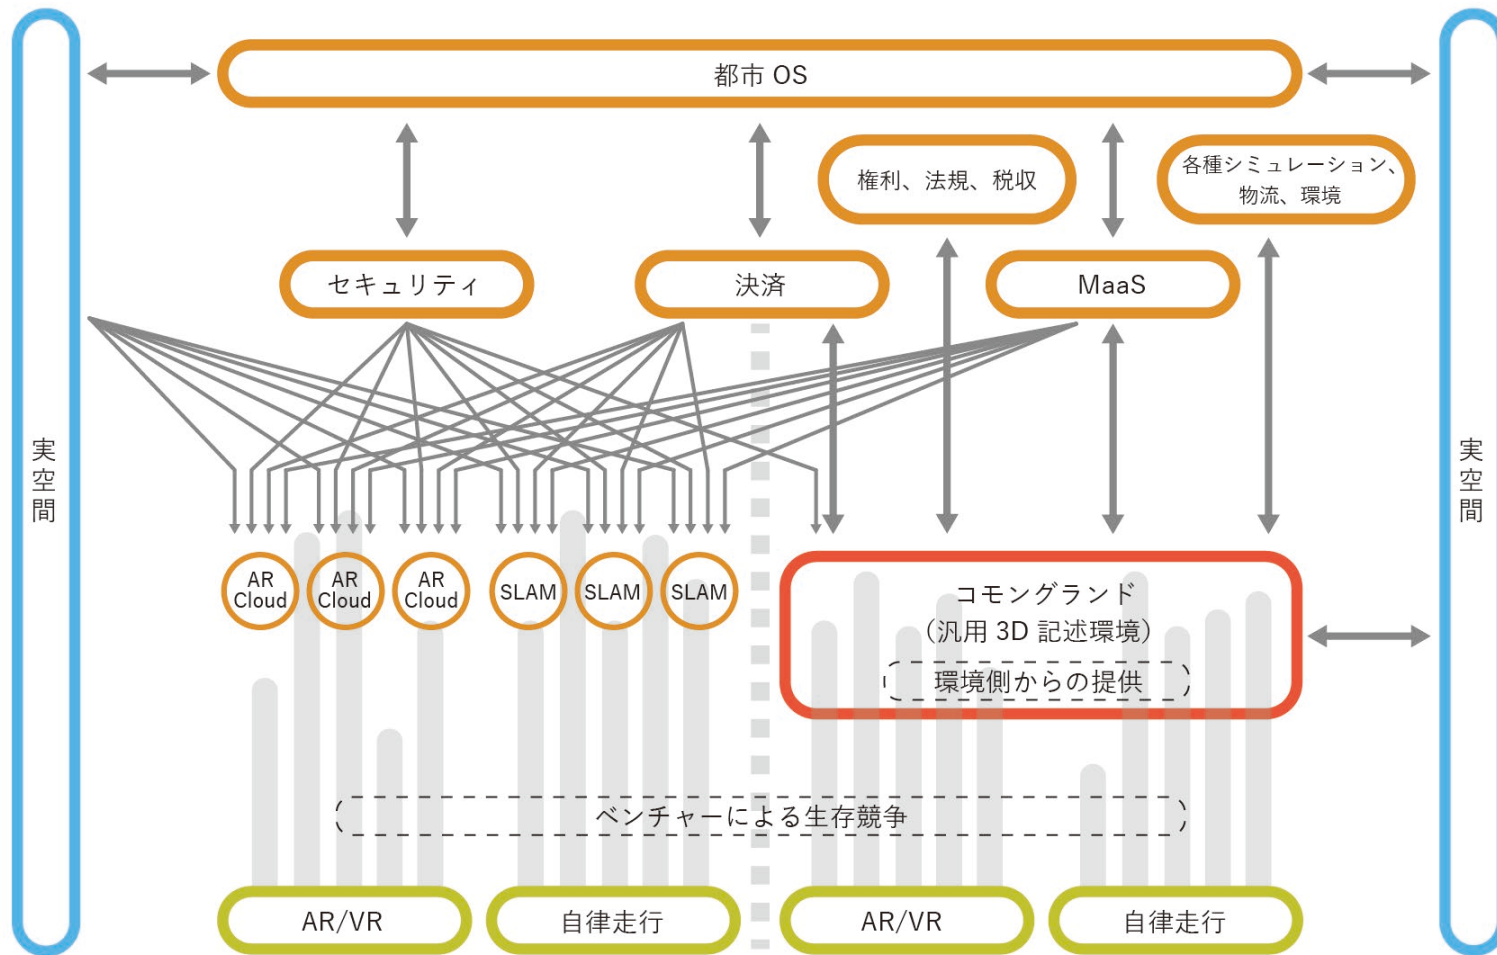 都市 OS
権利、法規、税収
各種シミュレーション、
物流、環境
セキュリティ
決済
MaaS
実空間
実空間
AR
Cloud
AR
Cloud
AR
Cloud
SLAM
SLAM
SLAM
コモングランド
（汎用 3D 記述環境）
環境側からの提供
ベンチャーによる生存競争
AR/VR
自律走行
AR/VR
自律走行